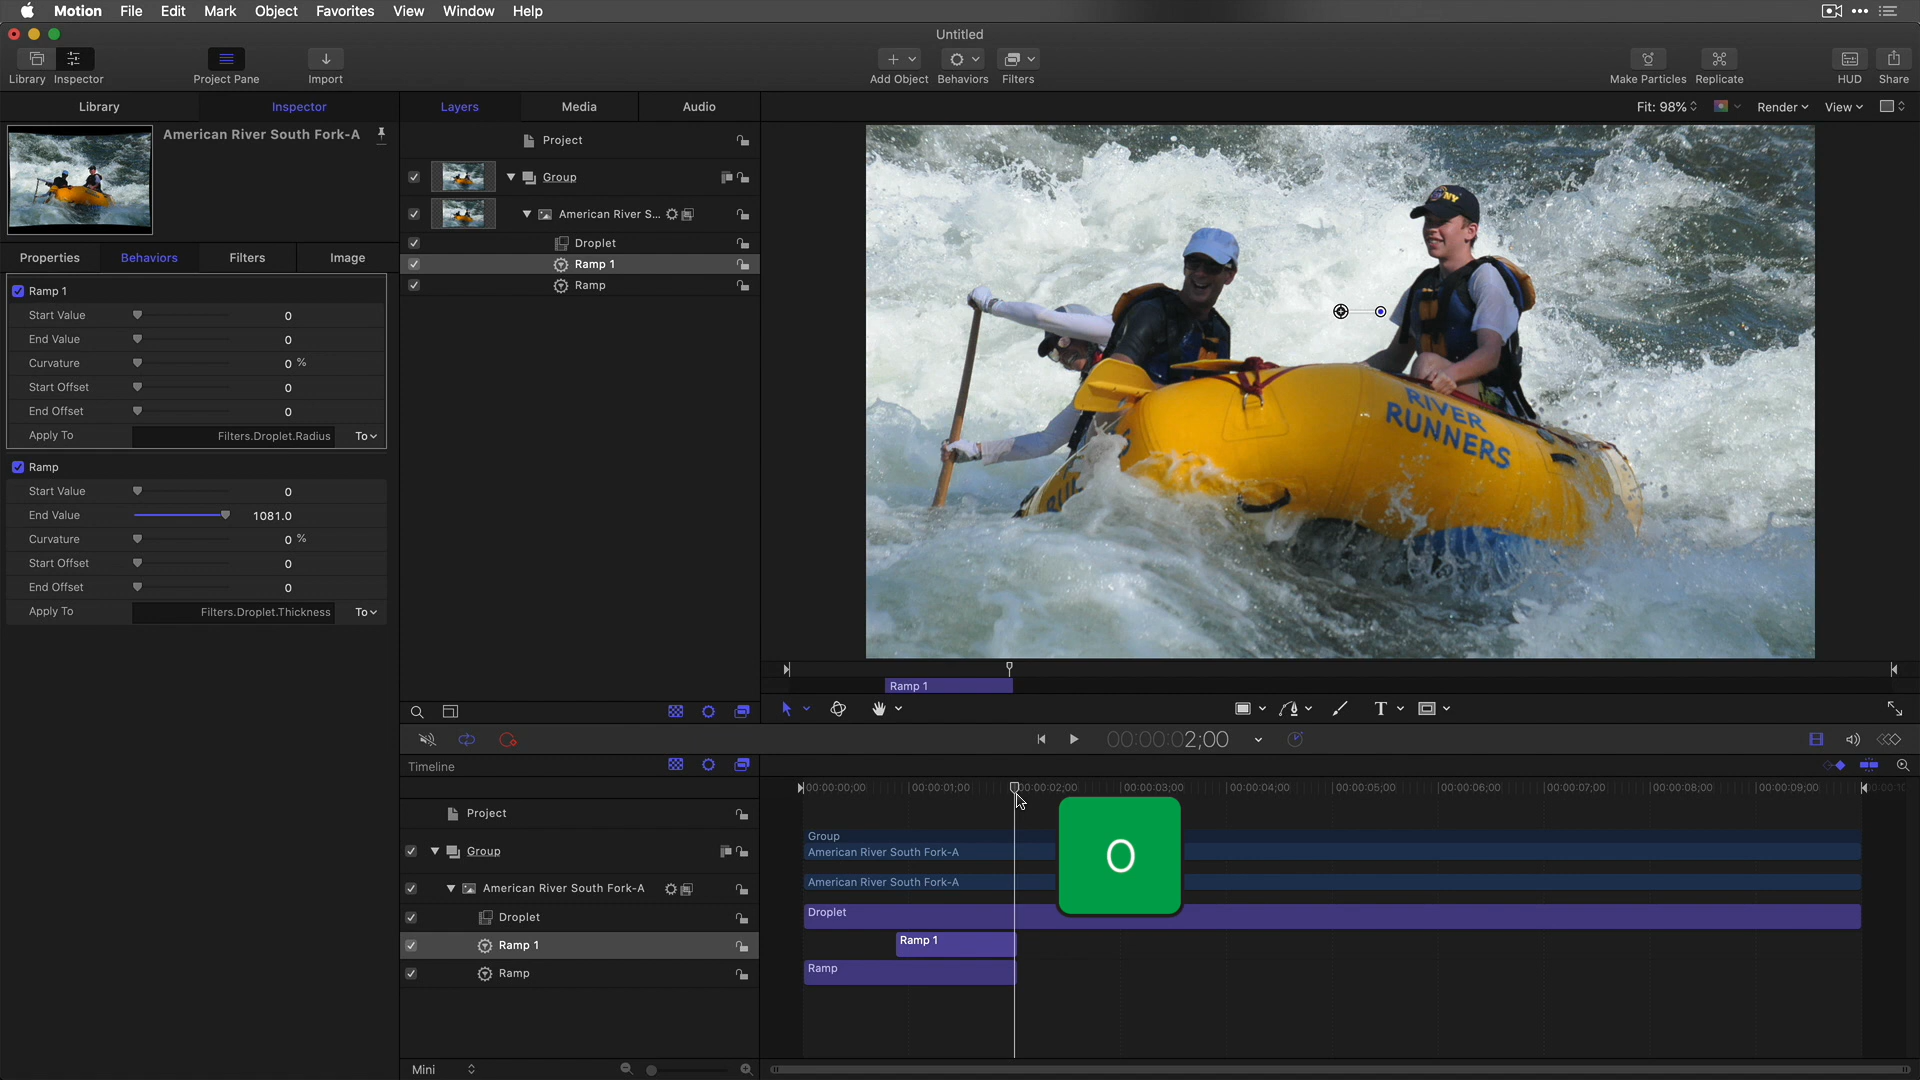 Motion File Edit Mark Object Favorites View Window Help
Untitled
Library Inspector Project Pane Import Add Object Behaviors Filters Make Particles Replicate HUD Share
Library Inspector Layers Media Audio Fit: 98% Render View
American River South Fork-A
Project
Group
American River S...
Droplet
Ramp 1
Ramp
Properties Behaviors Filters Image
Ramp 1
Start Value 0
End Value 0
Curvature 0 %
Start Offset 0
End Offset 0
Apply To Filters.Droplet.Radius To
Ramp
Start Value 0
End Value 1081.0
Curvature 0 %
Start Offset 0
End Offset 0
Apply To Filters.Droplet.Thickness To
NY
RIVER
RUNNERS
Ramp 1
T
00:00:02;00
Timeline
00:00:00;00 00:00:01;00 00:00:02;00 00:00:03;00 00:00:04;00 00:00:05;00 00:00:06;00 00:00:07;00 00:00:08;00 00:00:09;00
Project
Group
American River South Fork-A
Droplet
Ramp 1
Ramp
Group
American River South Fork-A
American River South Fork-A
Droplet
Ramp 1
Ramp
O
Mini